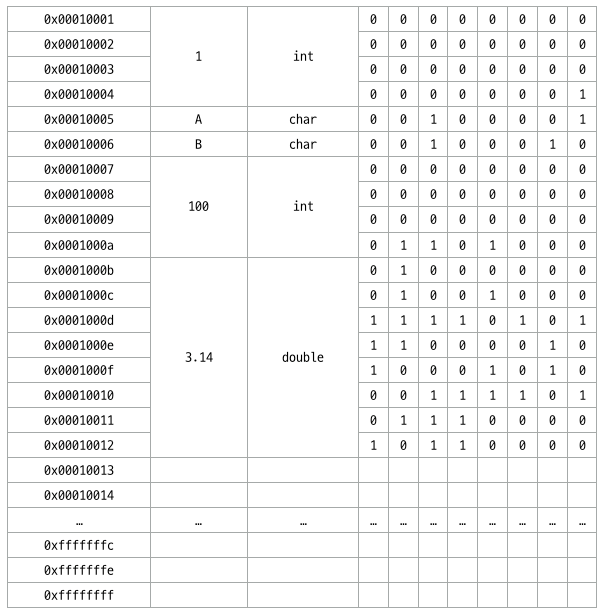 0x00010001 0 0 0 0 0 0 0 0
0x00010002 0 0 0 0 0 0 0 0
1 int
0x00010003 0 0 0 0 0 0 0 0
0x00010004 0 0 0 0 0 0 0 1
0x00010005 A char 0 0 1 0 0 0 0 1
0x00010006 B char 0 0 1 0 0 0 1 0
0x00010007 0 0 0 0 0 0 0 0
0x00010008 0 0 0 0 0 0 0 0
100 int
0x00010009 0 0 0 0 0 0 0 0
0x0001000a 0 1 1 0 1 0 0 0
0x0001000b 0 1 0 0 0 0 0 0
0x0001000c 0 1 0 0 1 0 0 0
0x0001000d 1 1 1 1 0 1 0 1
0x0001000e 1 1 0 0 0 0 1 0
3.14 double
0x0001000f 1 0 0 0 1 0 1 0
0x00010010 0 0 1 1 1 1 0 1
0x00010011 0 1 1 1 0 0 0 0
0x00010012 1 0 1 1 0 0 0 0
0x00010013
0x00010014
… … … … … … … … … … …
0xfffffffc
0xfffffffe
0xffffffff